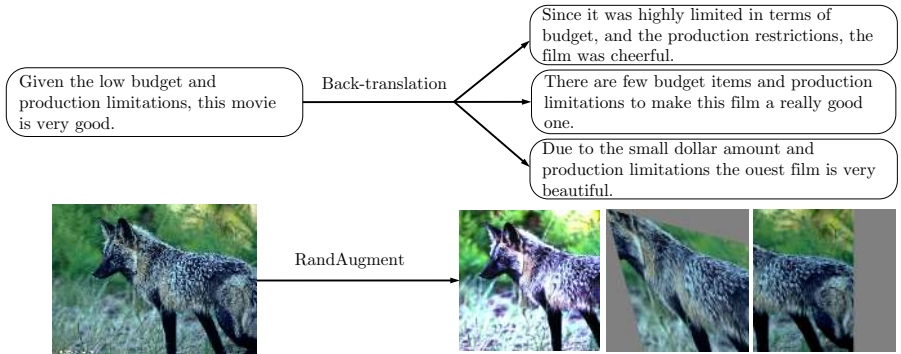 Given the low budget and
production limitations, this movie
is very good.
Back-translation
Since it was highly limited in terms of
budget, and the production restrictions, the
film was cheerful.
There are few budget items and production
limitations to make this film a really good
one.
Due to the small dollar amount and
production limitations the ouest film is very
beautiful.
RandAugment